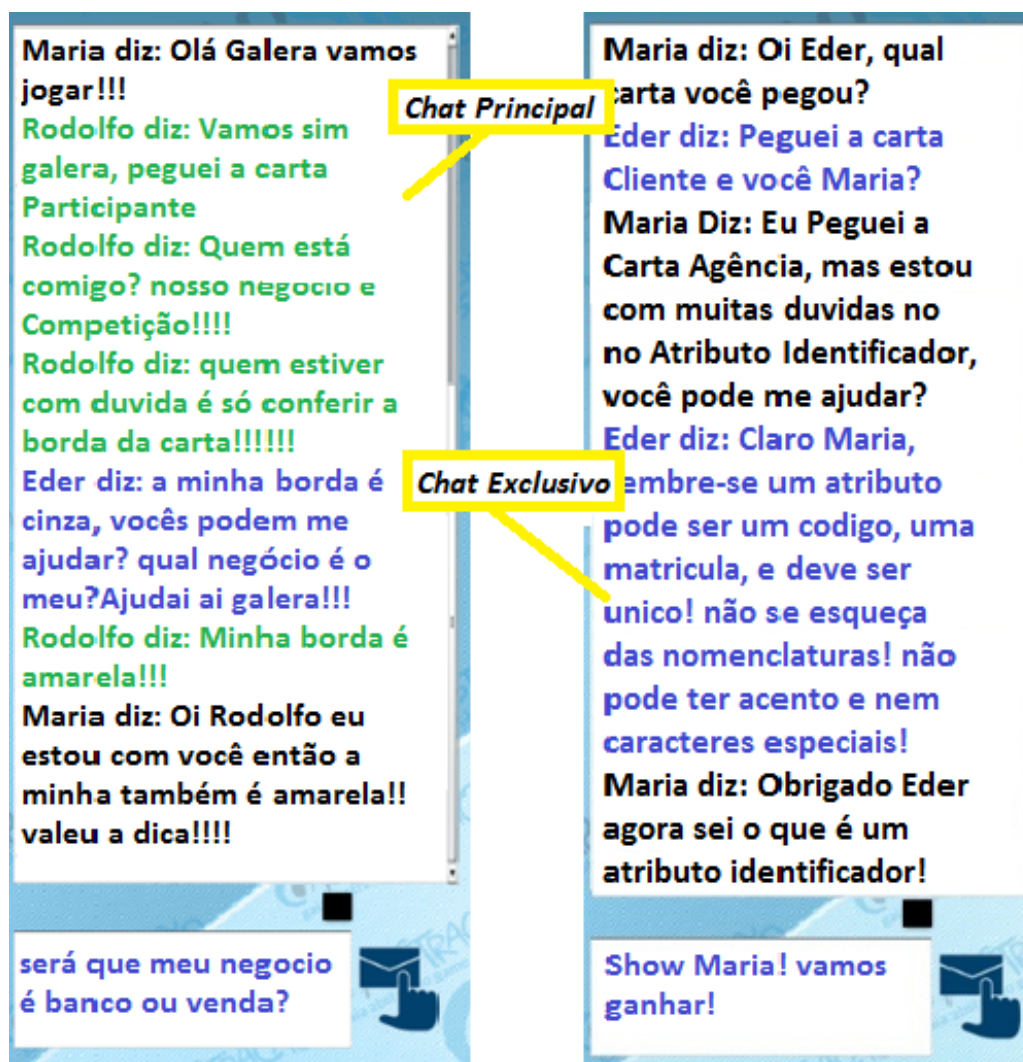 Maria diz: Olá Galera vamos
jogar!!!
Rodolfo diz: Vamos sim
galera, peguei a carta
Participante
Rodolfo diz: Quem está
comigo? nosso negocio e
Competição!!!!
Rodolfo diz: quem estiver
com duvida é só conferir a
borda da carta!!!!!!
Eder diz: a minha borda é
cinza, vocês podem me
ajudar? qual negócio é o
meu?Ajudai ai galera!!!
Rodolfo diz: Minha borda é
amarela!!!
Maria diz: Oi Rodolfo eu
estou com você então a
minha também é amarela!!
valeu a dica!!!!
será que meu negocio
é banco ou venda?
Chat Principal
Chat Exclusivo
Maria diz: Oi Eder, qual
carta você pegou?
Eder diz: Peguei a carta
Cliente e você Maria?
Maria Diz: Eu Peguei a
Carta Agência, mas estou
com muitas duvidas no
no Atributo Identificador,
você pode me ajudar?
Eder diz: Claro Maria,
lembre-se um atributo
pode ser um codigo, uma
matricula, e deve ser
unico! não se esqueça
das nomenclaturas! não
pode ter acento e nem
caracteres especiais!
Maria diz: Obrigado Eder
agora sei o que é um
atributo identificador!
Show Maria! vamos
ganhar!